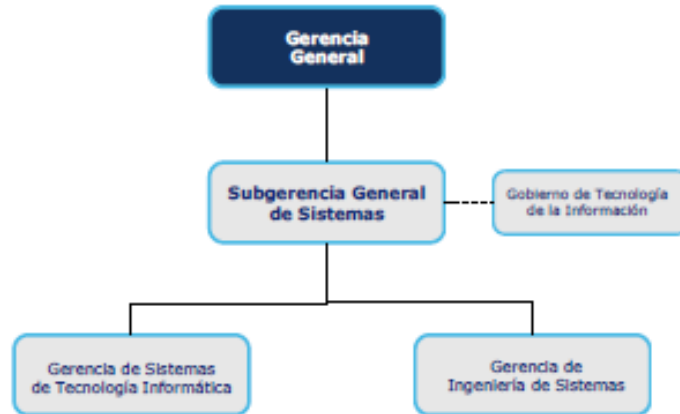 Gerencia
General
Subgerencia General
de Sistemas
Gobierno de Tecnología
de la Información
Gerencia de Sistemas
de Tecnología Informática
Gerencia de
Ingeniería de Sistemas